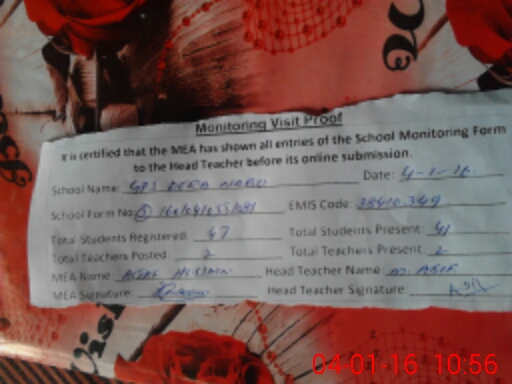 Monitoring Visit Proof
It is certified that the MEA has shown all entries of the School Monitoring Form
to the Head Teacher before its online submission.
School Name: GPS Date: 4-1-16
School Form No. EMIS Code:
Total Students Registered: 47 Total Students Present: 41
Total Teachers Posted: 2 Total Teachers Present: 2
MEA Name: Hussain Head Teacher Name: M. ASIF
MEA Signature: Head Teacher Signature: Asif
04-01-16 10:56